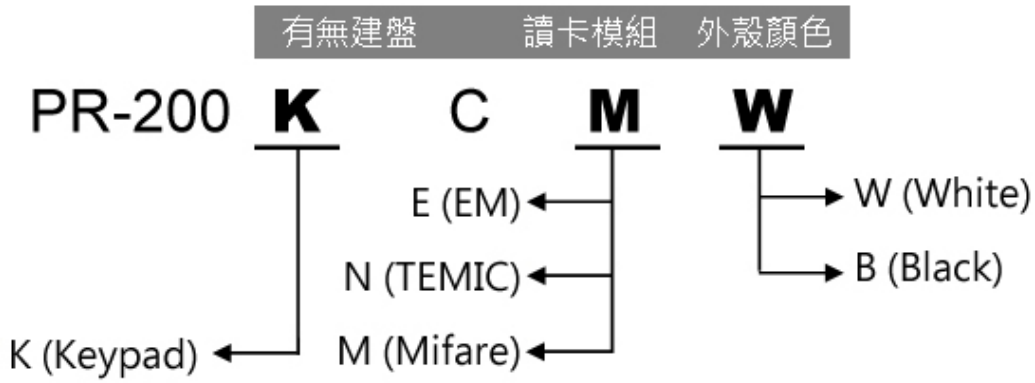 有無建盤 讀卡模組 外殼顏色
PR-200 K C M W
E (EM)
W (White)
N (TEMIC)
B (Black)
K (Keypad)
M (Mifare)